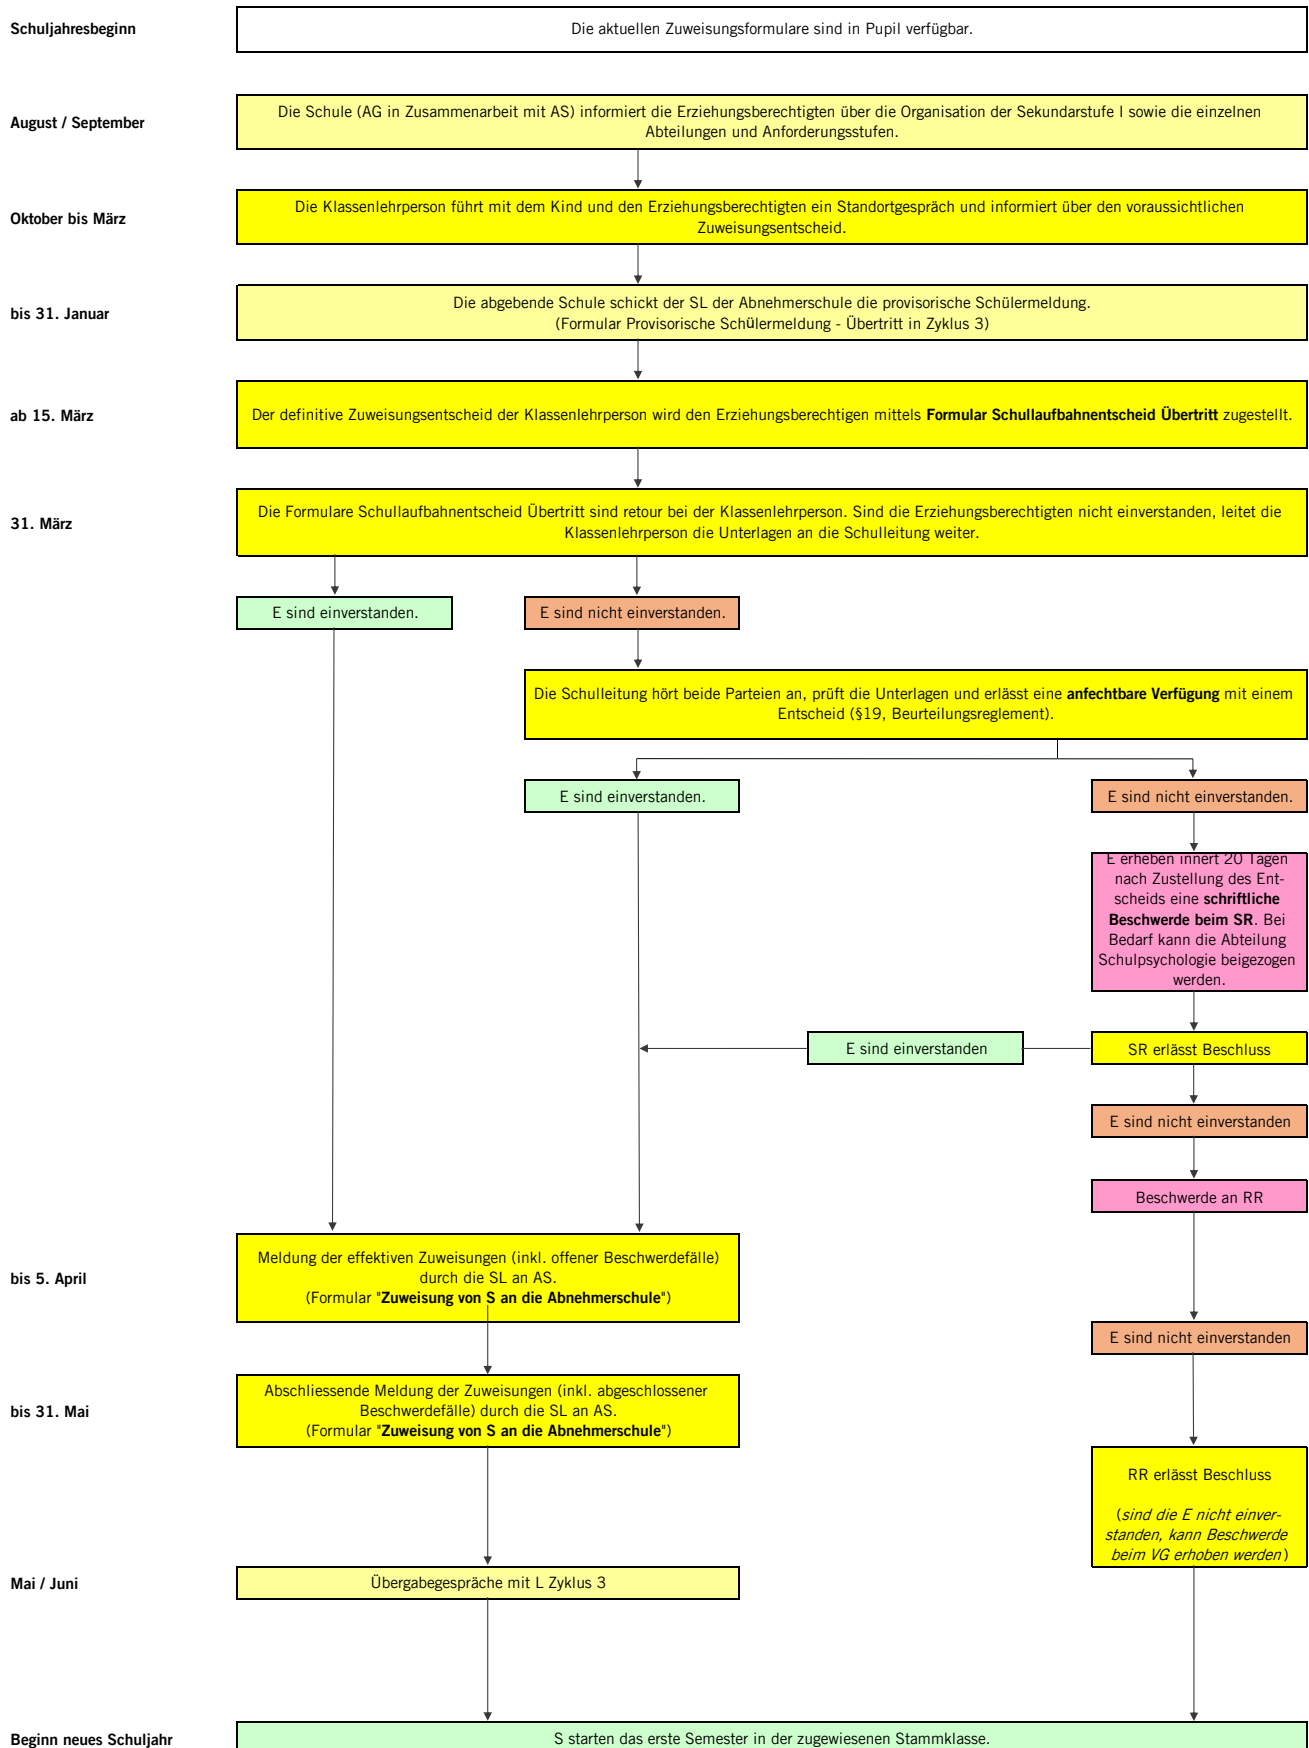 Schuljahresbeginn
Die aktuellen Zuweisungsformulare sind in Pupil verfügbar.
August / September
Die Schule (AG in Zusammenarbeit mit AS) informiert die Erziehungsberechtigten über die Organisation der Sekundarstufe I sowie die einzelnen
Abteilungen und Anforderungsstufen.
Oktober bis März
Die Klassenlehrperson führt mit dem Kind und den Erziehungsberechtigten ein Standortgespräch und informiert über den voraussichtlichen
Zuweisungsentscheid.
bis 31. Januar
Die abgebende Schule schickt der SL der Abnehmerschule die provisorische Schülermeldung.
(Formular Provisorische Schülermeldung - Übertritt in Zyklus 3)
ab 15. März
Der definitive Zuweisungsentscheid der Klassenlehrperson wird den Erziehungsberechtigen mittels Formular Schullaufbahnentscheid Übertritt zugestellt.
31. März
Die Formulare Schullaufbahnentscheid Übertritt sind retour bei der Klassenlehrperson. Sind die Erziehungsberechtigten nicht einverstanden, leitet die
Klassenlehrperson die Unterlagen an die Schulleitung weiter.
E sind einverstanden.
E sind nicht einverstanden.
Die Schulleitung hört beide Parteien an, prüft die Unterlagen und erlässt eine anfechtbare Verfügung mit einem
Entscheid (§19, Beurteilungsreglement).
E sind einverstanden.
E sind nicht einverstanden.
E erheben innert 20 Tagen
nach Zustellung des Ent-
scheids eine schriftliche
Beschwerde beim SR. Bei
Bedarf kann die Abteilung
Schulpsychologie beigezogen
werden.
E sind einverstanden
SR erlässt Beschluss
E sind nicht einverstanden
Beschwerde an RR
bis 5. April
Meldung der effektiven Zuweisungen (inkl. offener Beschwerdefälle)
durch die SL an AS.
(Formular "Zuweisung von S an die Abnehmerschule")
E sind nicht einverstanden
bis 31. Mai
Abschliessende Meldung der Zuweisungen (inkl. abgeschlossener
Beschwerdefälle) durch die SL an AS.
(Formular "Zuweisung von S an die Abnehmerschule")
RR erlässt Beschluss
(sind die E nicht einver-
standen, kann Beschwerde
beim VG erhoben werden)
Mai / Juni
Übergabegespräche mit L Zyklus 3
Beginn neues Schuljahr
S starten das erste Semester in der zugewiesenen Stammklasse.